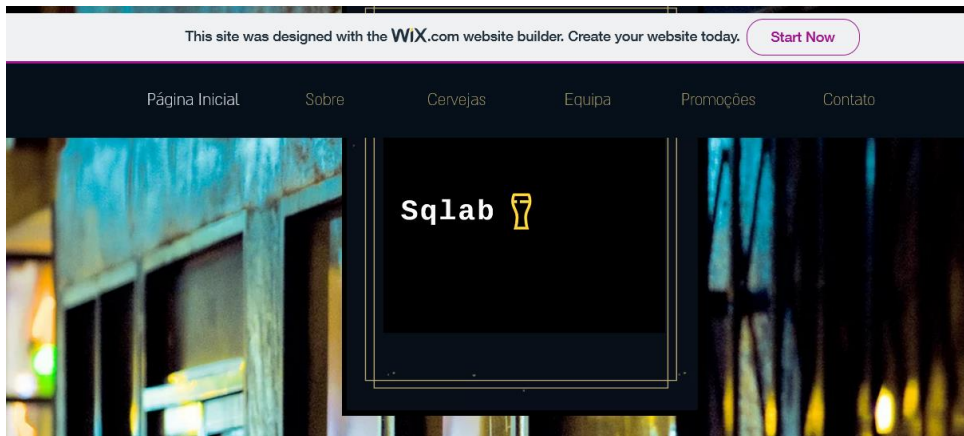 This site was designed with the WiX.com website builder. Create your website today. Start Now
Página Inicial Sobre Cervejas Equipa Promoções Contato
Sqlab